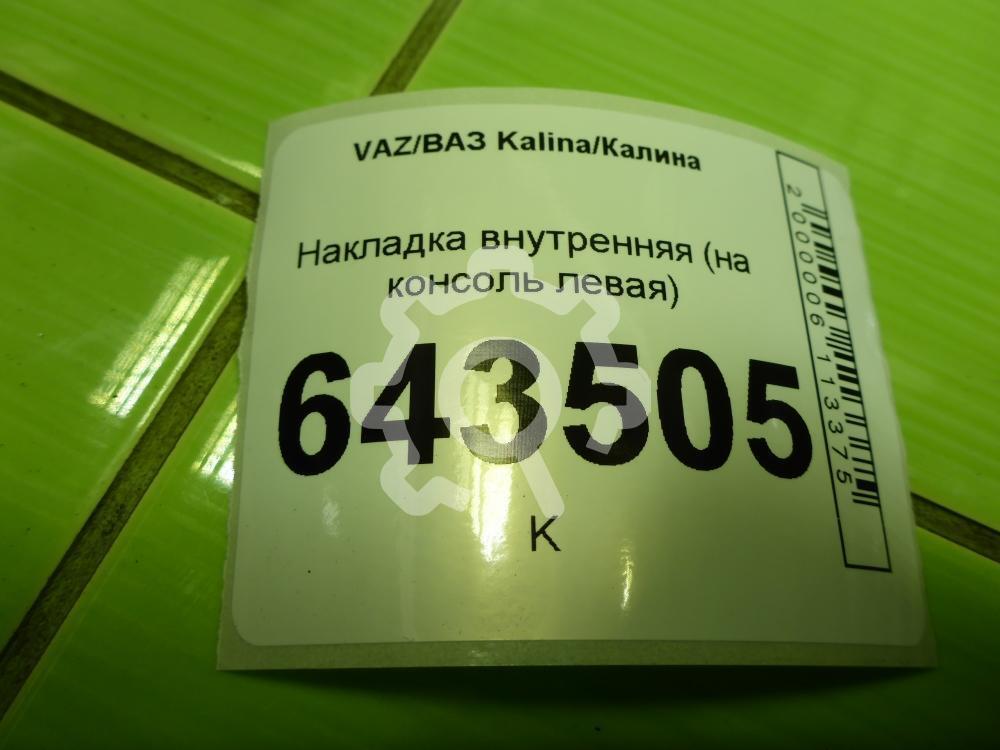 VAZ/ВАЗ Kalina/Калина
Накладка внутренняя (на
консоль левая)
643505
К
2000006113375